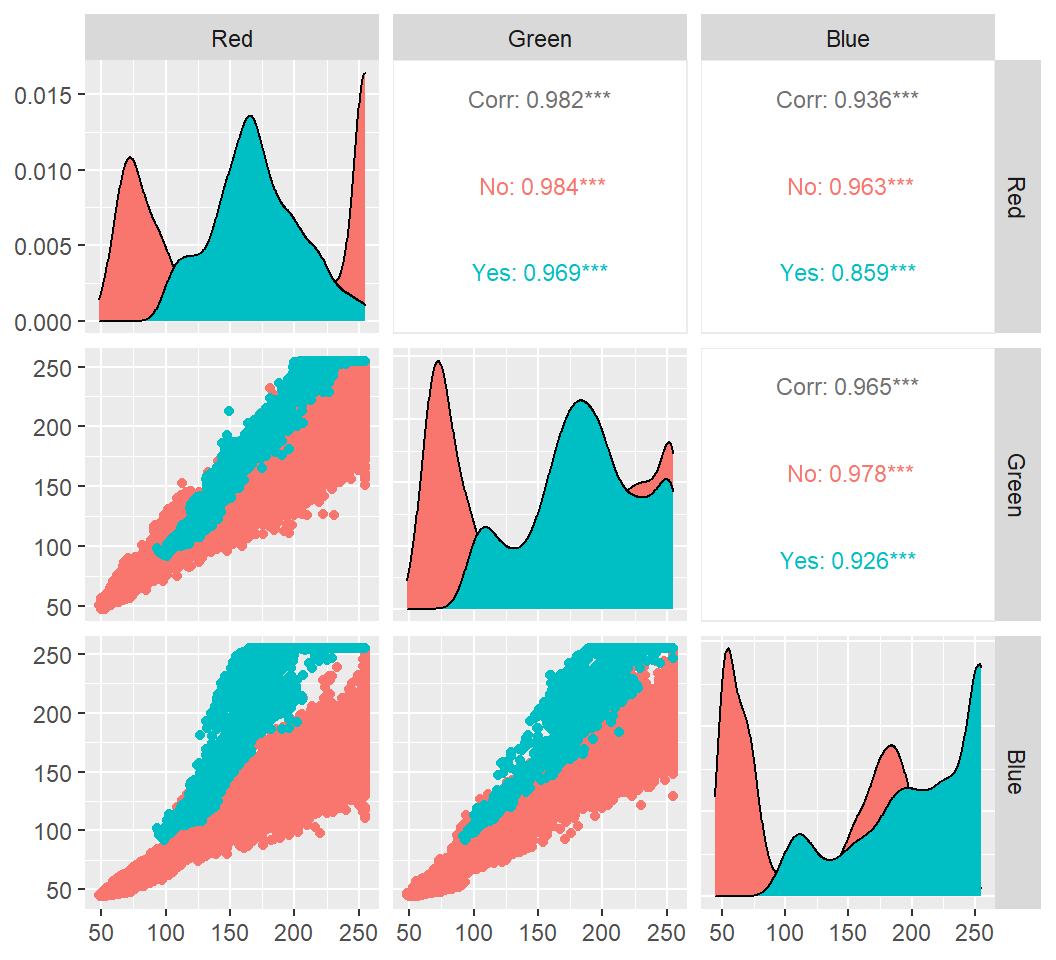 Red Green Blue
0.015
0.010
0.005
0.000
Corr: 0.982***
No: 0.984***
Yes: 0.969***
Corr: 0.936***
No: 0.963***
Yes: 0.859***
Red
250
200
150
100
50
Corr: 0.965***
No: 0.978***
Yes: 0.926***
Green
250
200
150
100
50
Blue
50 100 150 200 250
50 100 150 200 250
50 100 150 200 250